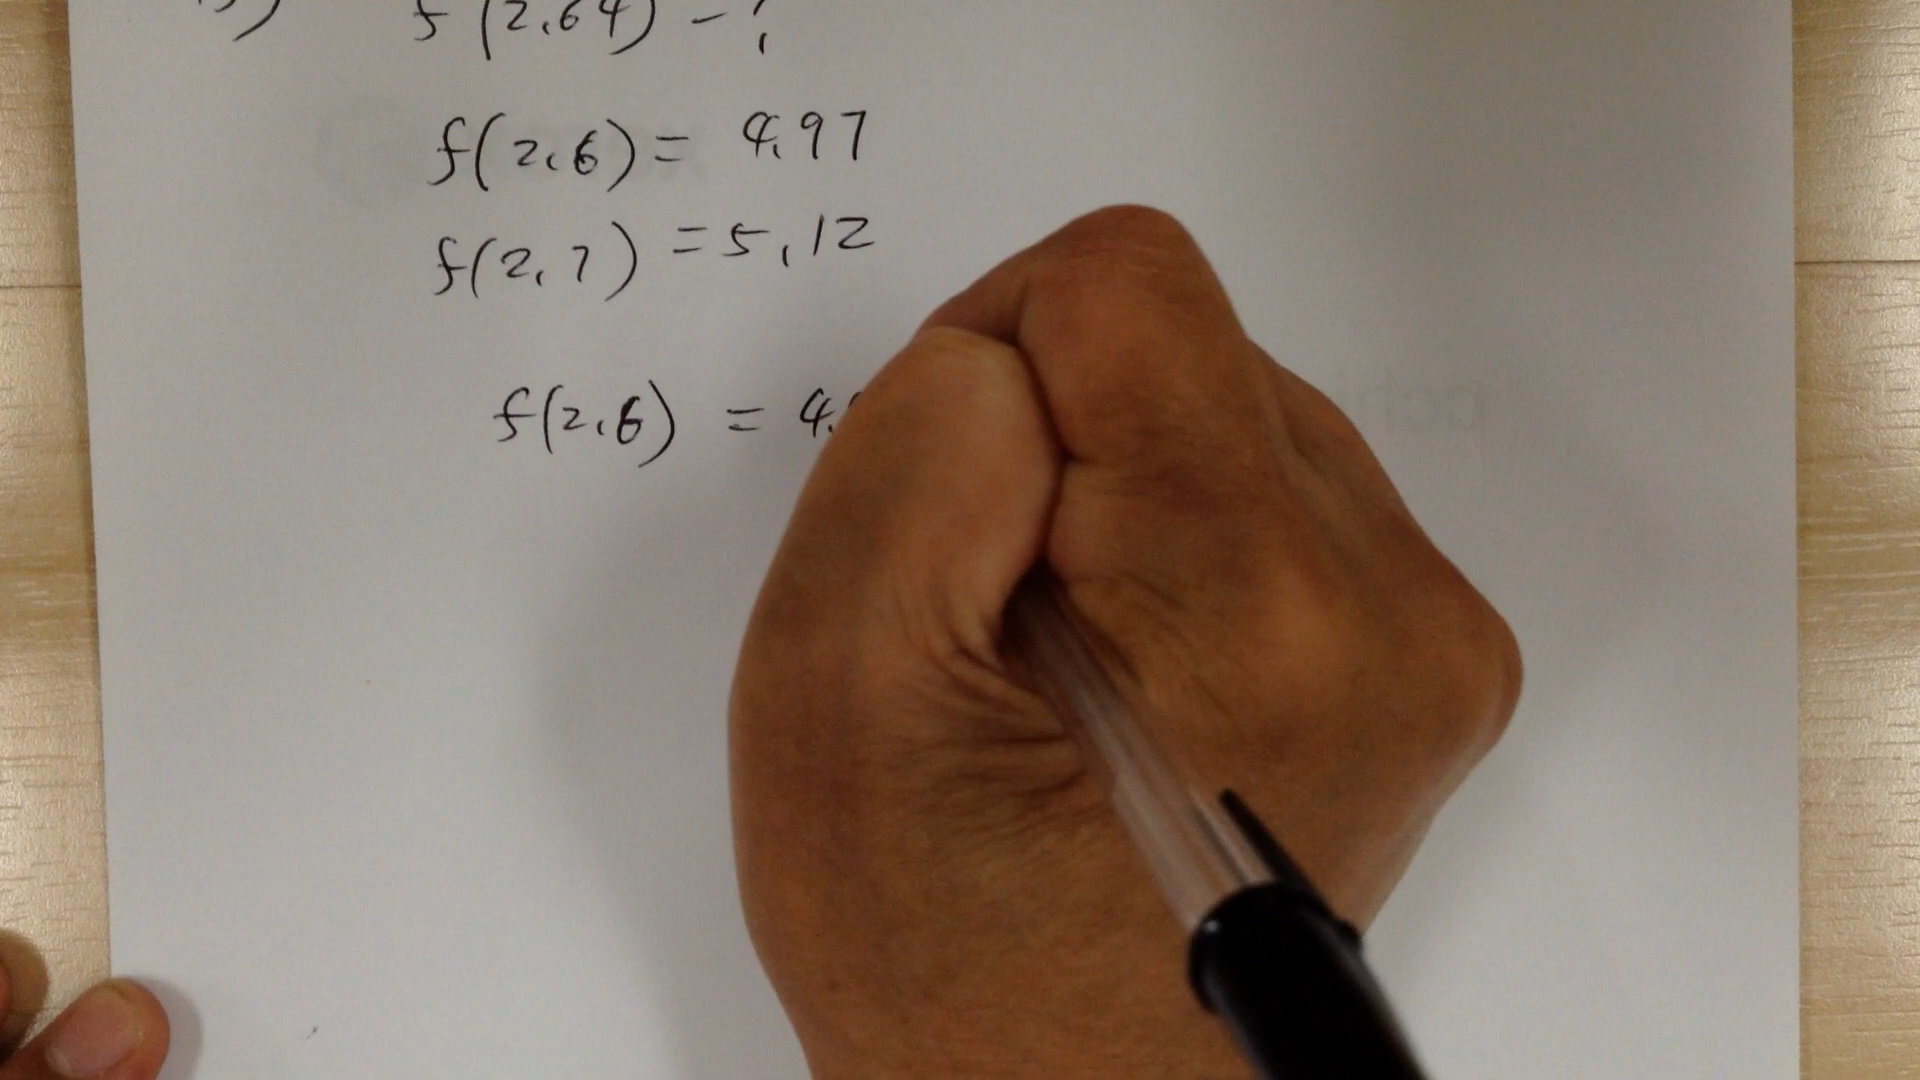 f(2.64) - ?
f(2.6) = 4.97
f(2.7) = 5.12
f(2.6) = 4.